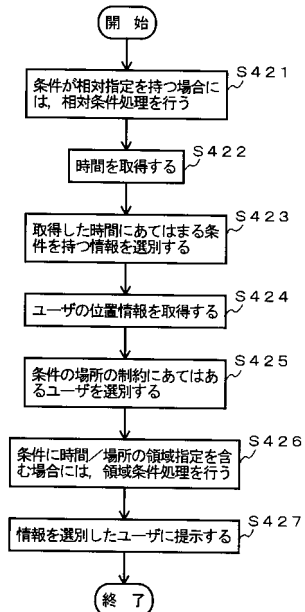 開 始
S421
条件が相対指定を持つ場合
には，相対条件処理を行う
S422
時間を取得する
S423
取得した時間にあてはまる条
件を持つ情報を選別する
S424
ユーザの位置情報を取得する
S425
条件の場所の制約にあてはあ
るユーザを選別する
S426
条件に時間／場所の領域指定を含
む場合には，領域条件処理を行う
S427
情報を選別したユーザに提示する
終 了